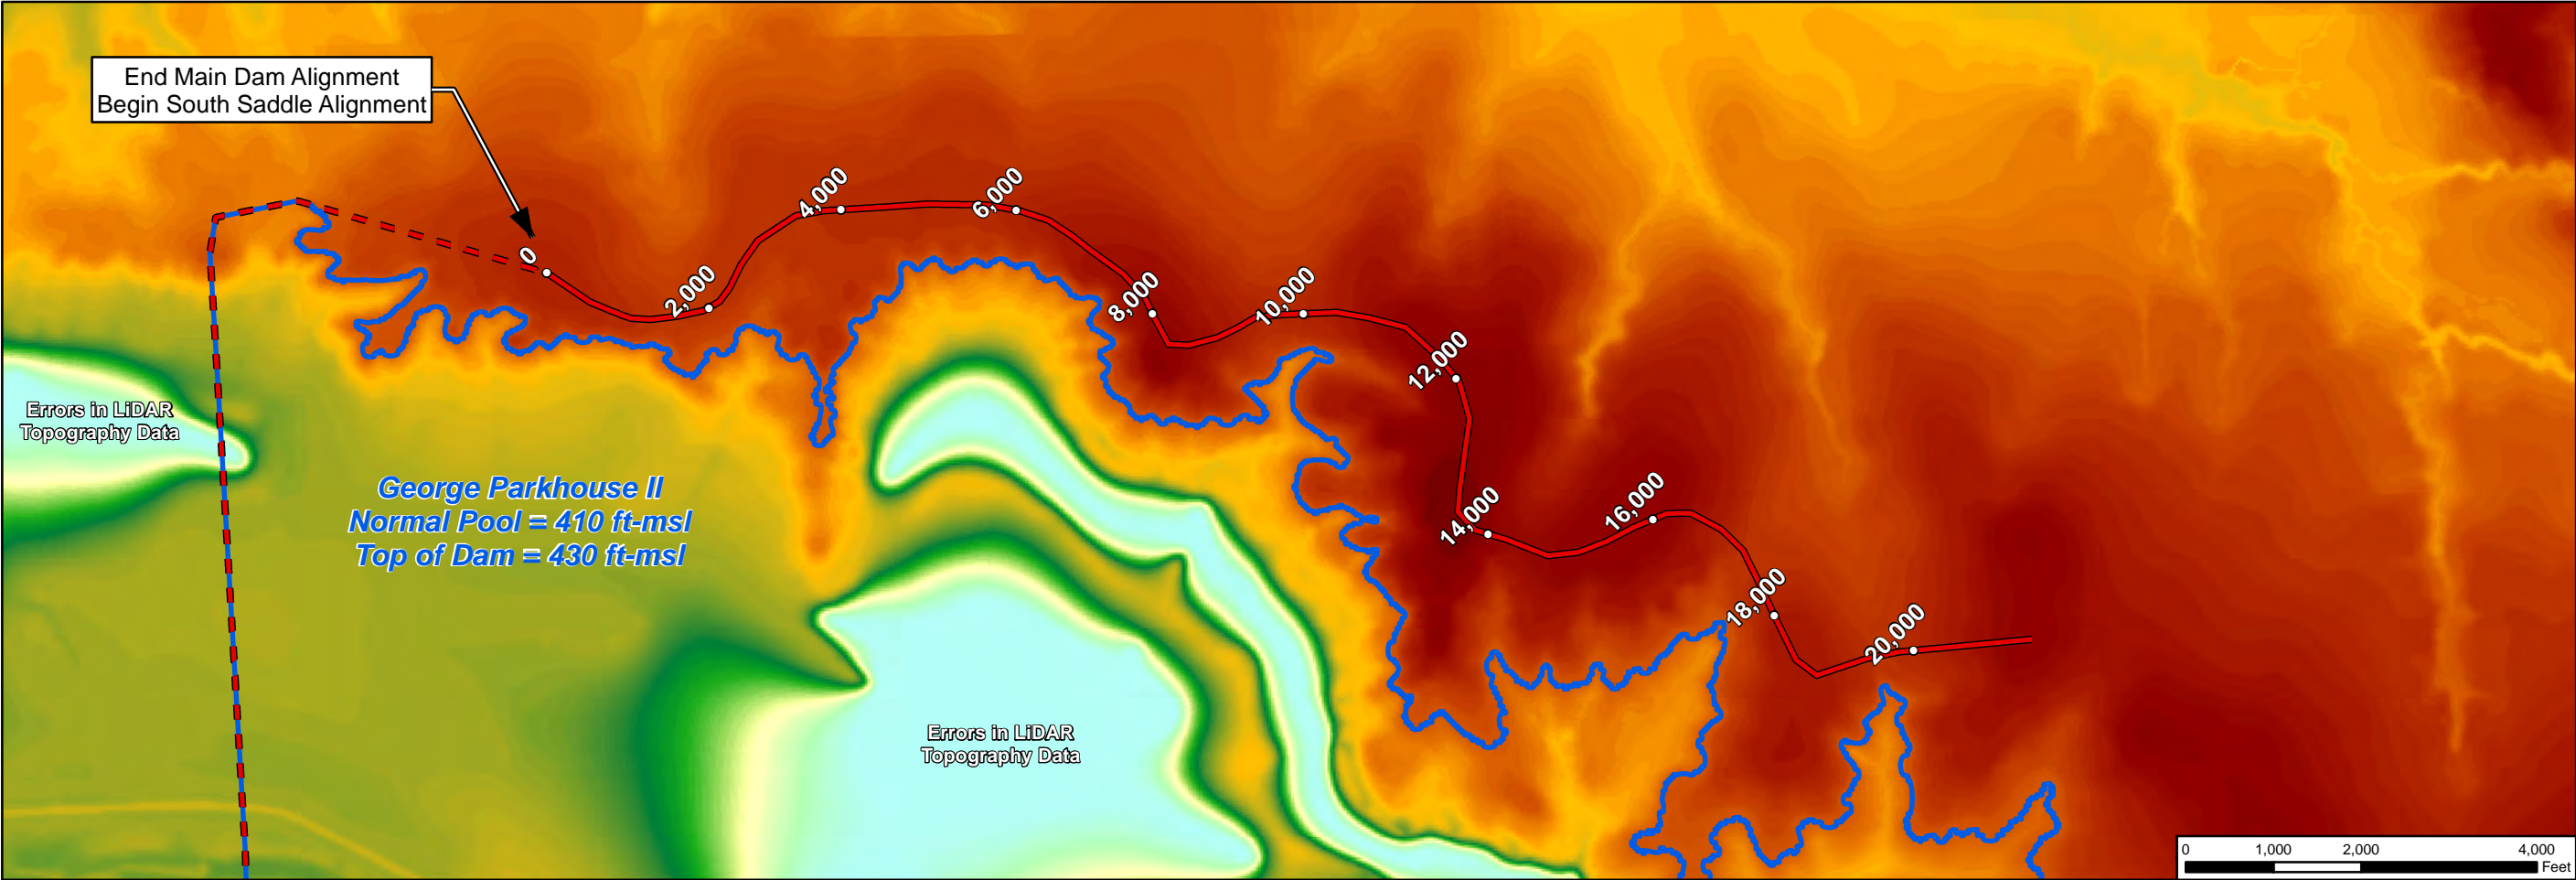 End Main Dam Alignment
Begin South Saddle Alignment
0
2,000
4,000
6,000
8,000
10,000
12,000
14,000
16,000
18,000
20,000
Errors in LiDAR
Topography Data
George Parkhouse II
Normal Pool = 410 ft-msl
Top of Dam = 430 ft-msl
Errors in LiDAR
Topography Data
0 1,000 2,000 4,000
Feet